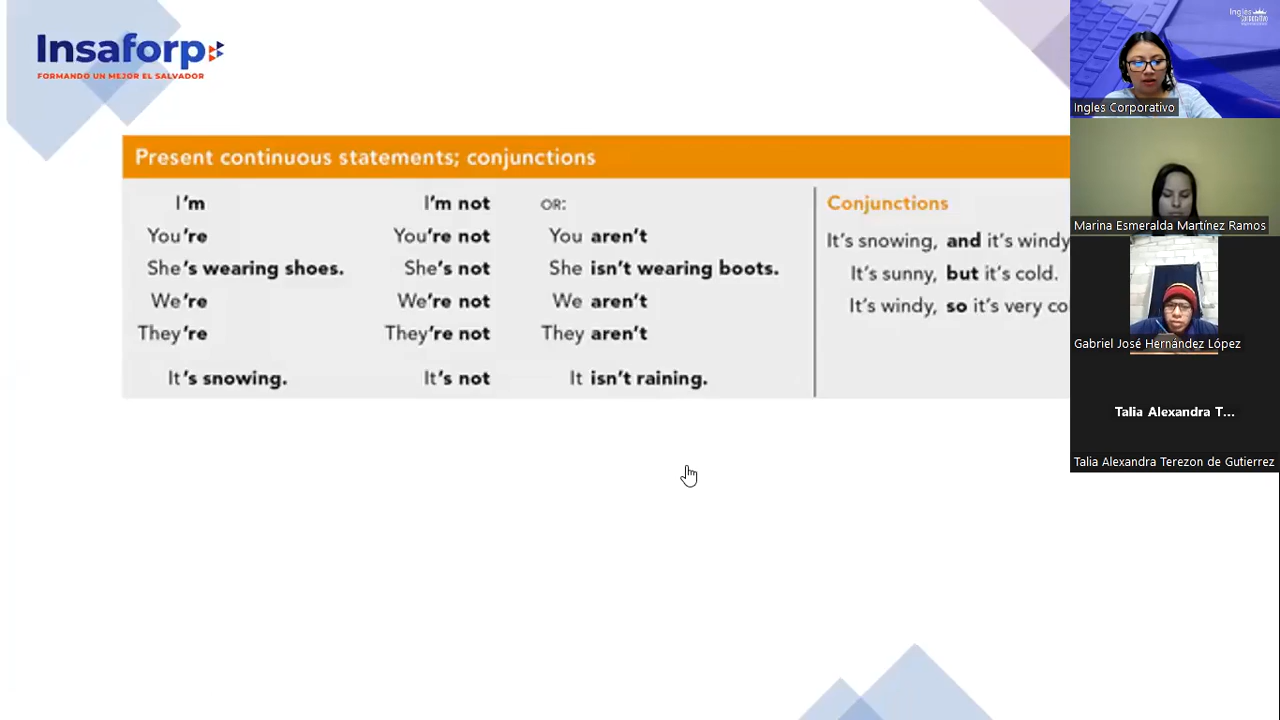 Insaforp
FORMANDO UN MEJOR EL SALVADOR
Present continuous statements; conjunctions
I'm I'm not OR:
You're You're not You aren't
She's wearing shoes. She's not She isn't wearing boots.
We're We're not We aren't
They're They're not They aren't
It's snowing. It's not It isn't raining.
Conjunctions
It's snowing, and it's windy
It's sunny, but it's cold.
It's windy, so it's very co
Ingles Corporativo
Ingles Corporativo
Marina Esmeralda Martínez Ramos
Gabriel José Hernández López
Talia Alexandra T...
Talia Alexandra Terezon de Gutierrez